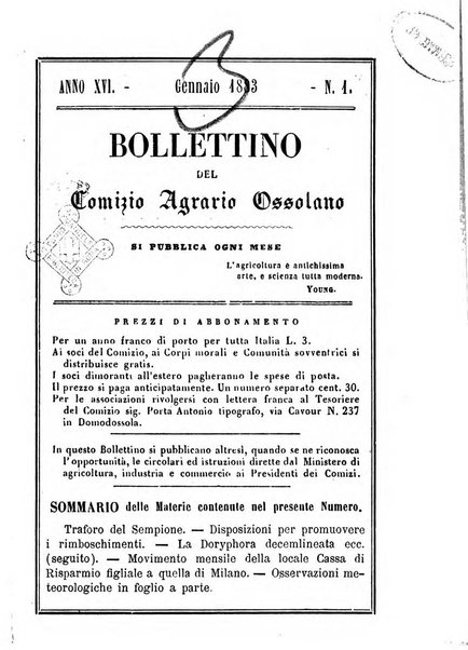 ANNO XVI. - Gennaio 1883 - N. 1.
BOLLETTINO
DEL
Comizio Agrario Ossolano
SI PUBBLICA OGNI MESE
L'agricoltura e antichissima
arte, e scienza tutta moderna.
YOUNG.
PREZZI DI ABBONAMENTO
Per un anno franco di porto per tutta Italia L. 3.
Ai soci del Comizio, ai Corpi morali e Comunità sovventrici si
distribuisce gratis.
I soci dimoranti all'estero pagheranno le spese di posta.
Il prezzo si paga anticipatamente. Un numero separato cent. 30.
Per le associazioni rivolgersi con lettera franca al Tesoriere
del Comizio sig. Porta Antonio tipografo, via Cavour N. 237
in Domodossola.
In questo Bollettino si pubblicano altresì, quando se ne riconosca
l'opportunità, le circolari ed istruzioni dirette dal Ministero di
agricoltura, industria e commercio ai Presidenti dei Comizi.
SOMMARIO delle Materie contenute nel presente Numero.
Traforo del Sempione. — Disposizioni per promuovere
i rimboschimenti. — La Doryphora decemlineata ecc.
(seguito). — Movimento mensile della locale Cassa di
Risparmio figliale a quella di Milano. — Osservazioni me-
teorologiche in foglio a parte.